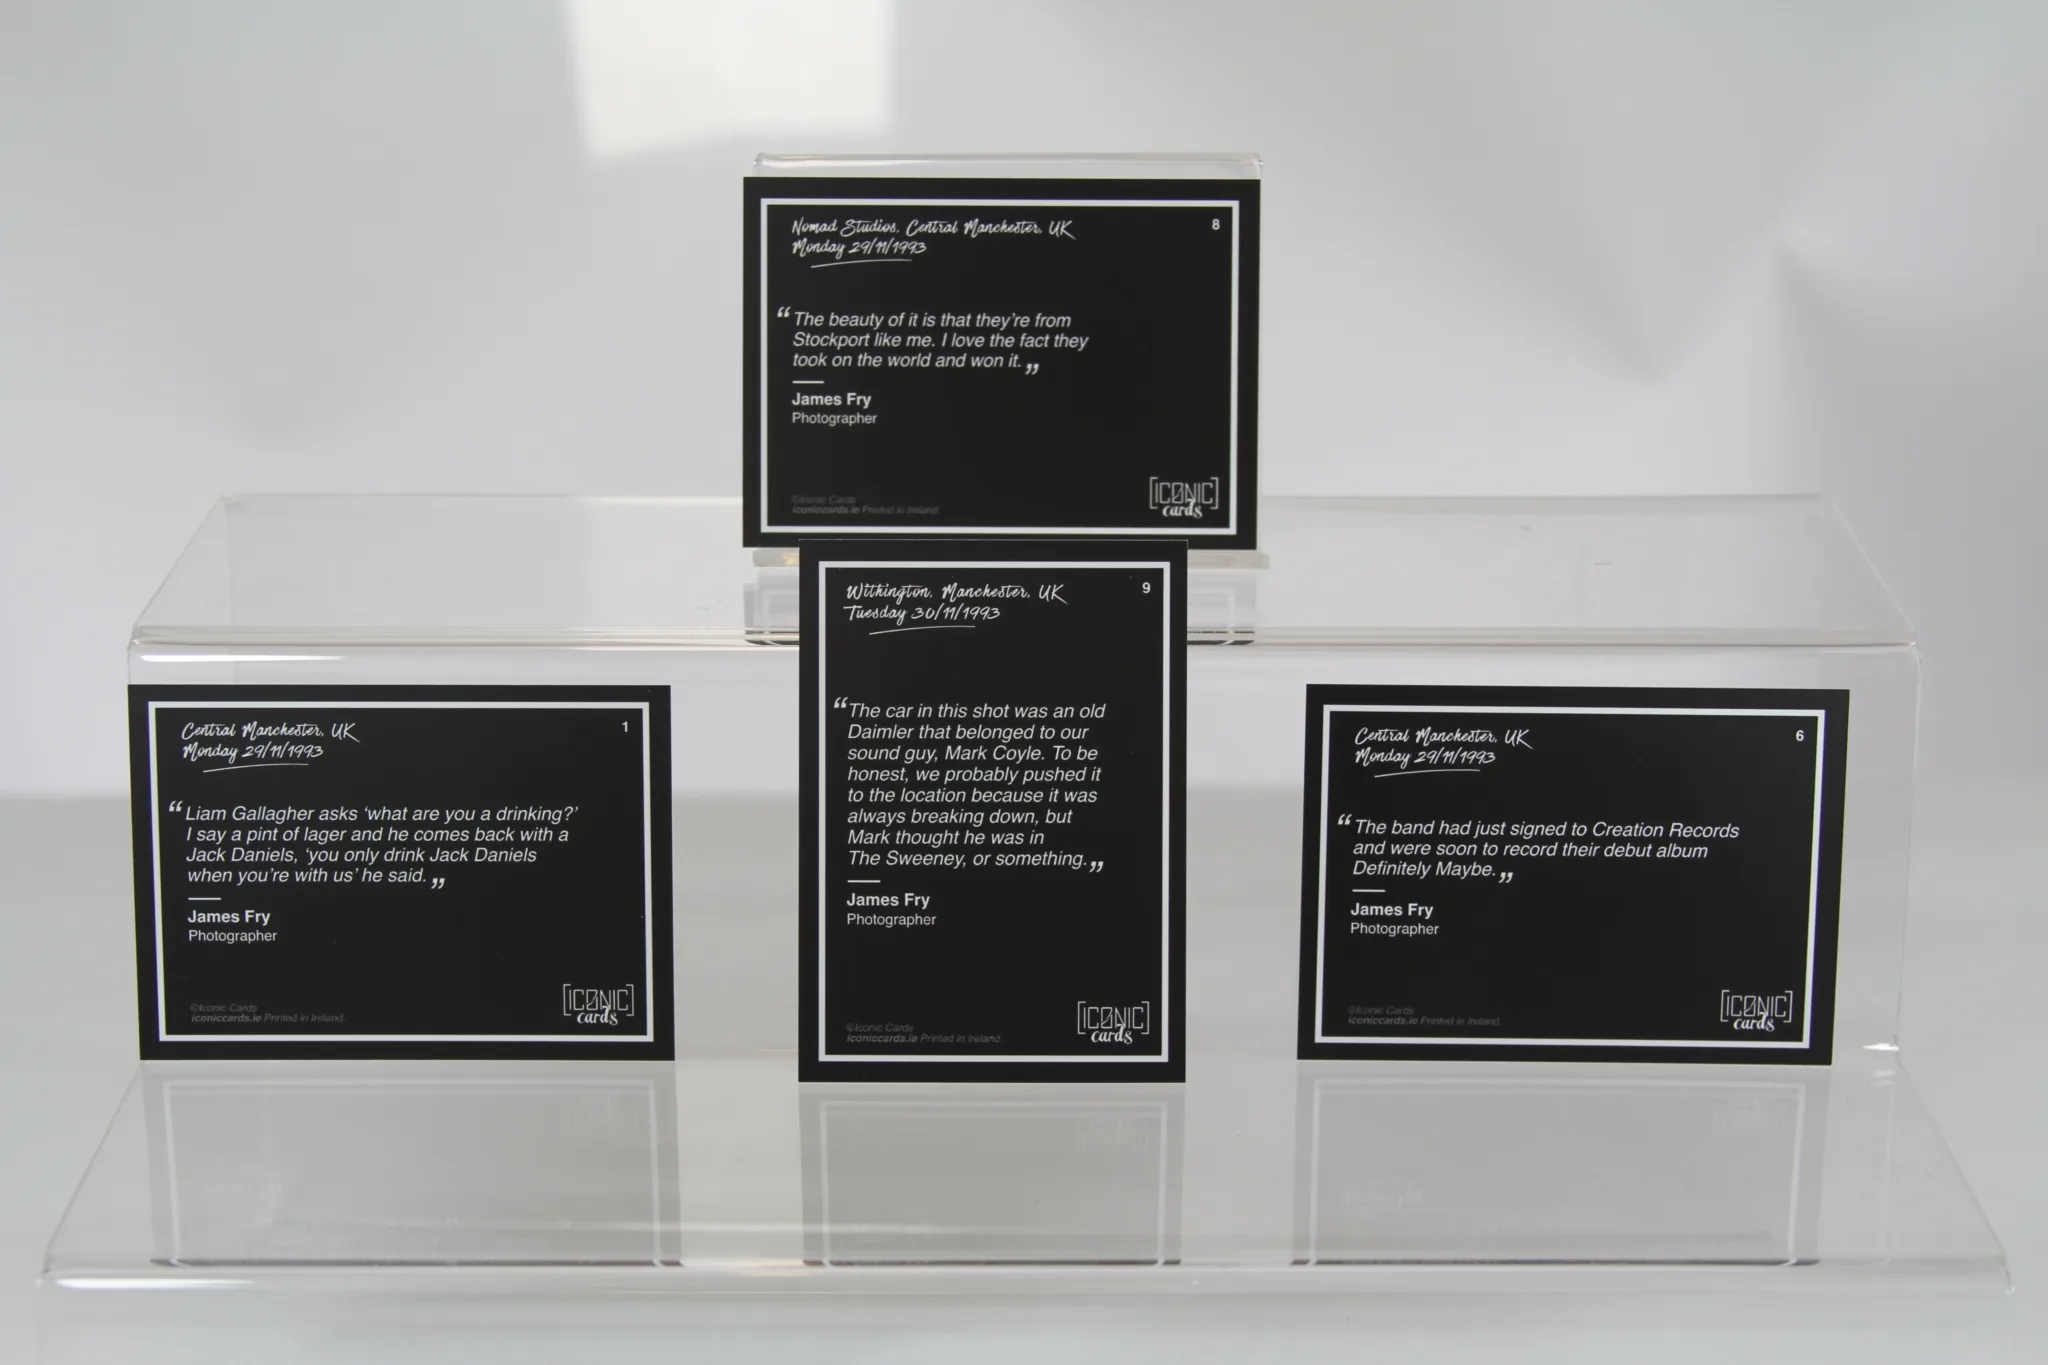 Nomad Studios, Central Manchester, UK
8
Monday 29/11/1993
“The beauty of it is that they’re from
Stockport like me. I love the fact they
took on the world and won it.”
James Fry
Photographer
©Iconic Cards
iconiccards.ie Printed in Ireland.
[ICONIC]
cards
Withington, Manchester, UK
9
Tuesday 30/11/1993
“The car in this shot was an old
Daimler that belonged to our
sound guy, Mark Coyle. To be
honest, we probably pushed it
to the location because it was
always breaking down, but
Mark thought he was in
The Sweeney, or something.”
James Fry
Photographer
©Iconic Cards
iconiccards.ie Printed in Ireland.
[ICONIC]
cards
Central Manchester, UK
1
Monday 29/11/1993
“Liam Gallagher asks ‘what are you a drinking?’
I say a pint of lager and he comes back with a
Jack Daniels, ‘you only drink Jack Daniels
when you’re with us’ he said.”
James Fry
Photographer
©Iconic Cards
iconiccards.ie Printed in Ireland.
[ICONIC]
cards
Central Manchester, UK
6
Monday 29/11/1993
“The band had just signed to Creation Records
and were soon to record their debut album
Definitely Maybe.”
James Fry
Photographer
©Iconic Cards
iconiccards.ie Printed in Ireland.
[ICONIC]
cards